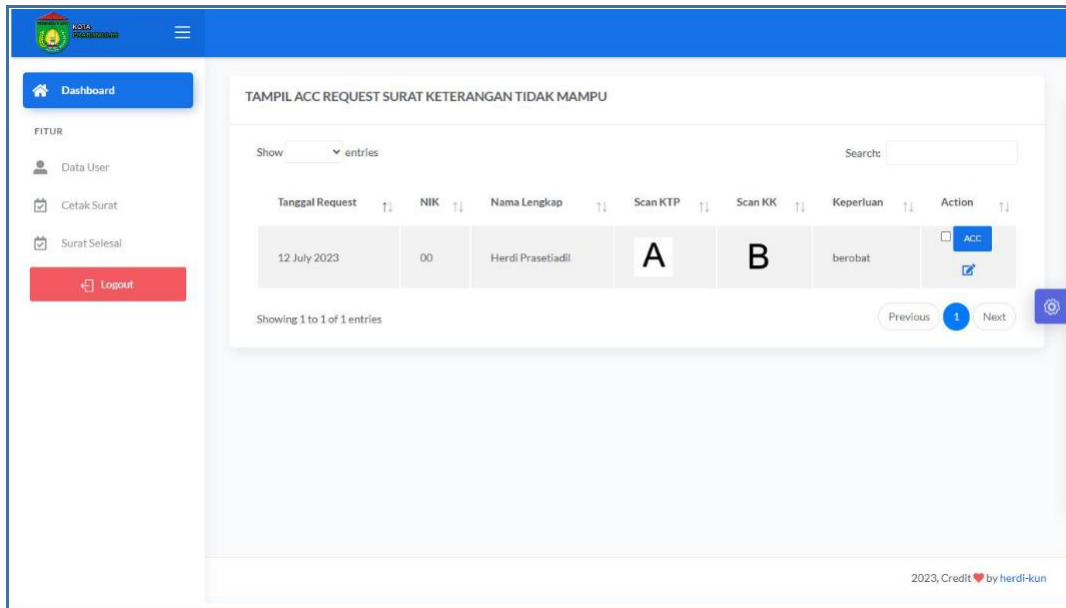 KOTA
Dashboard
FITUR
Data User
Cetak Surat
Surat Selesai
Logout
TAMPIL ACC REQUEST SURAT KETERANGAN TIDAK MAMPU
Show entries
Search:
Tanggal Request NIK Nama Lengkap Scan KTP Scan KK Keperluan Action
12 July 2023 00 Herdi Prasetiadil A B berobat ACC
Showing 1 to 1 of 1 entries
Previous 1 Next
2023, Credit ❤ by herdi-kun